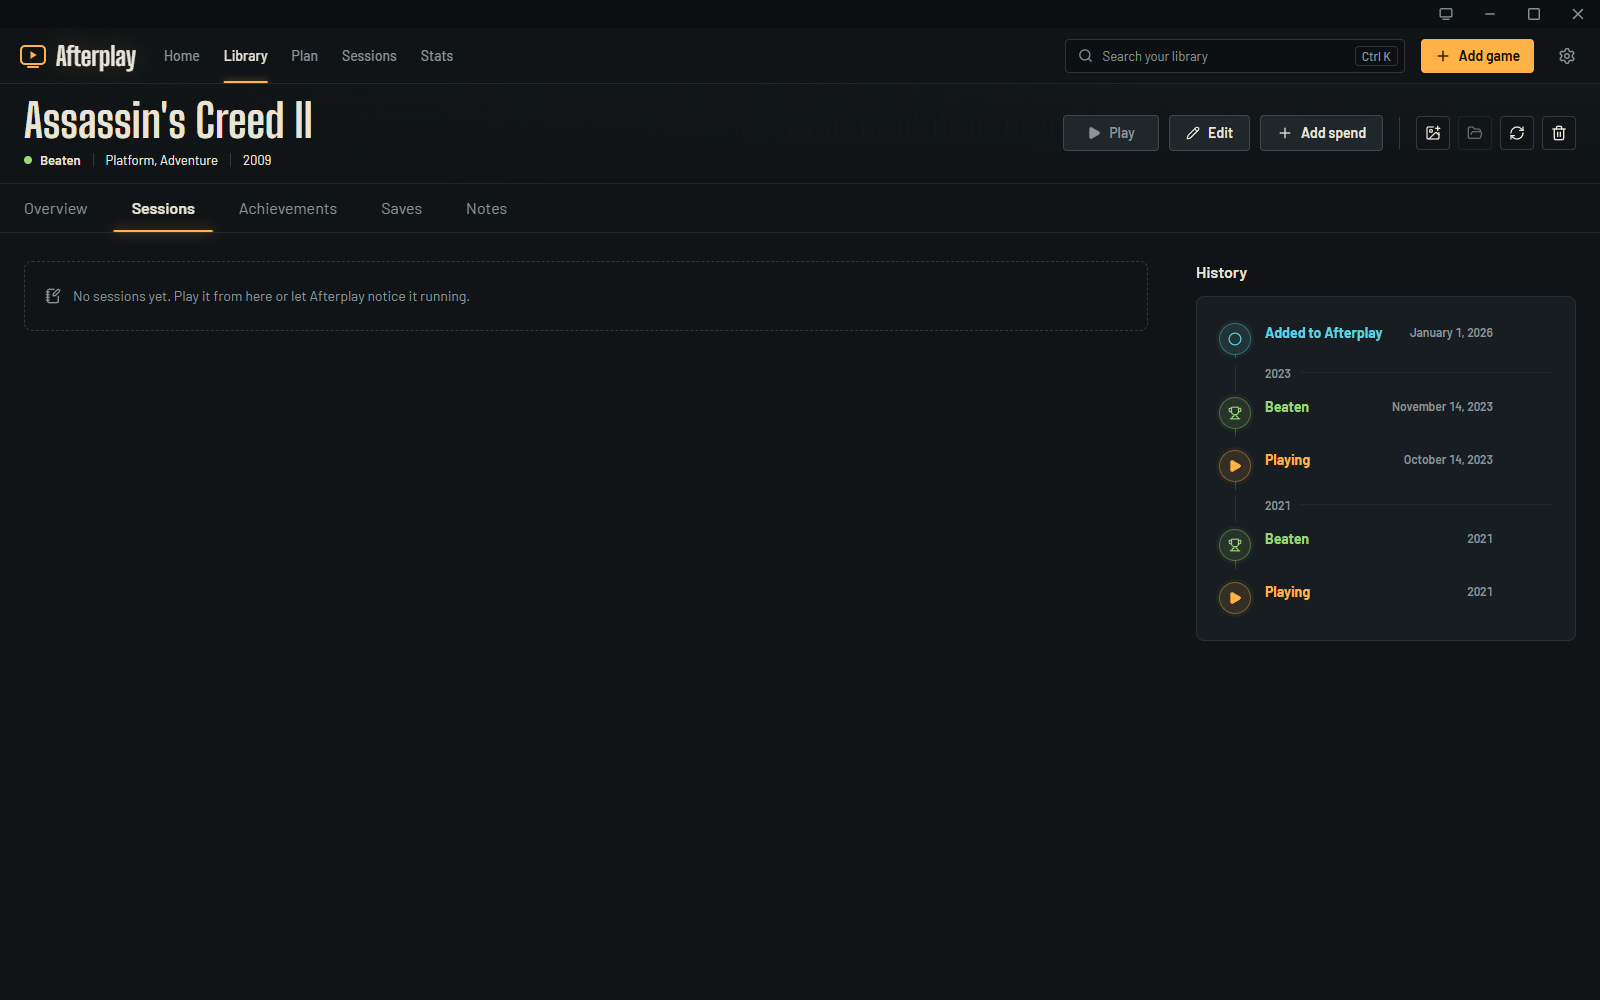 Afterplay
Home
Library
Plan
Sessions
Stats
Search your library
Ctrl K
Add game
Assassin's Creed II
Beaten
Platform, Adventure
2009
Play
Edit
Add spend
Overview
Sessions
Achievements
Saves
Notes
No sessions yet. Play it from here or let Afterplay notice it running.
History
Added to Afterplay January 1, 2026
2023
Beaten November 14, 2023
Playing October 14, 2023
2021
Beaten 2021
Playing 2021